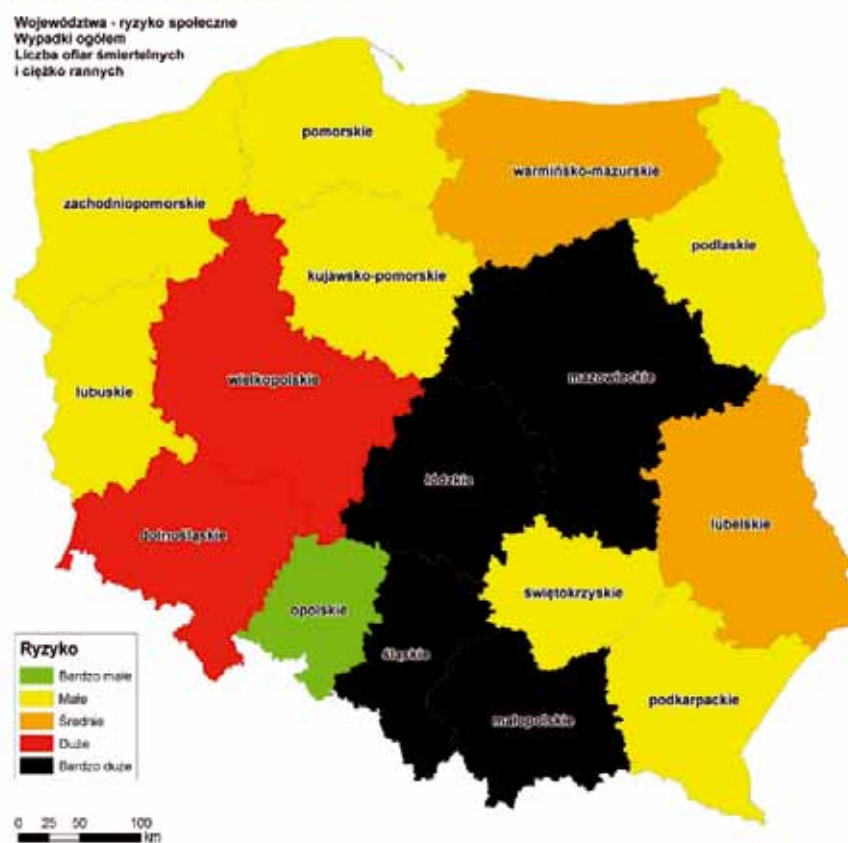 Województwa - ryzyko społeczne
Wypadki ogółem
Liczba ofiar śmiertelnych
i ciężko rannych
pomorskie
warmińsko-mazurskie
zachodniopomorskie
podlaskie
kujawsko-pomorskie
mazowieckie
wielkopolskie
lubuskie
łódzkie
lubelskie
dolnośląskie
świętokrzyskie
opolskie
śląskie
podkarpackie
małopolskie
Ryzyko
Bardzo małe
Małe
Średnie
Duże
Bardzo duże
0 25 50 100
km